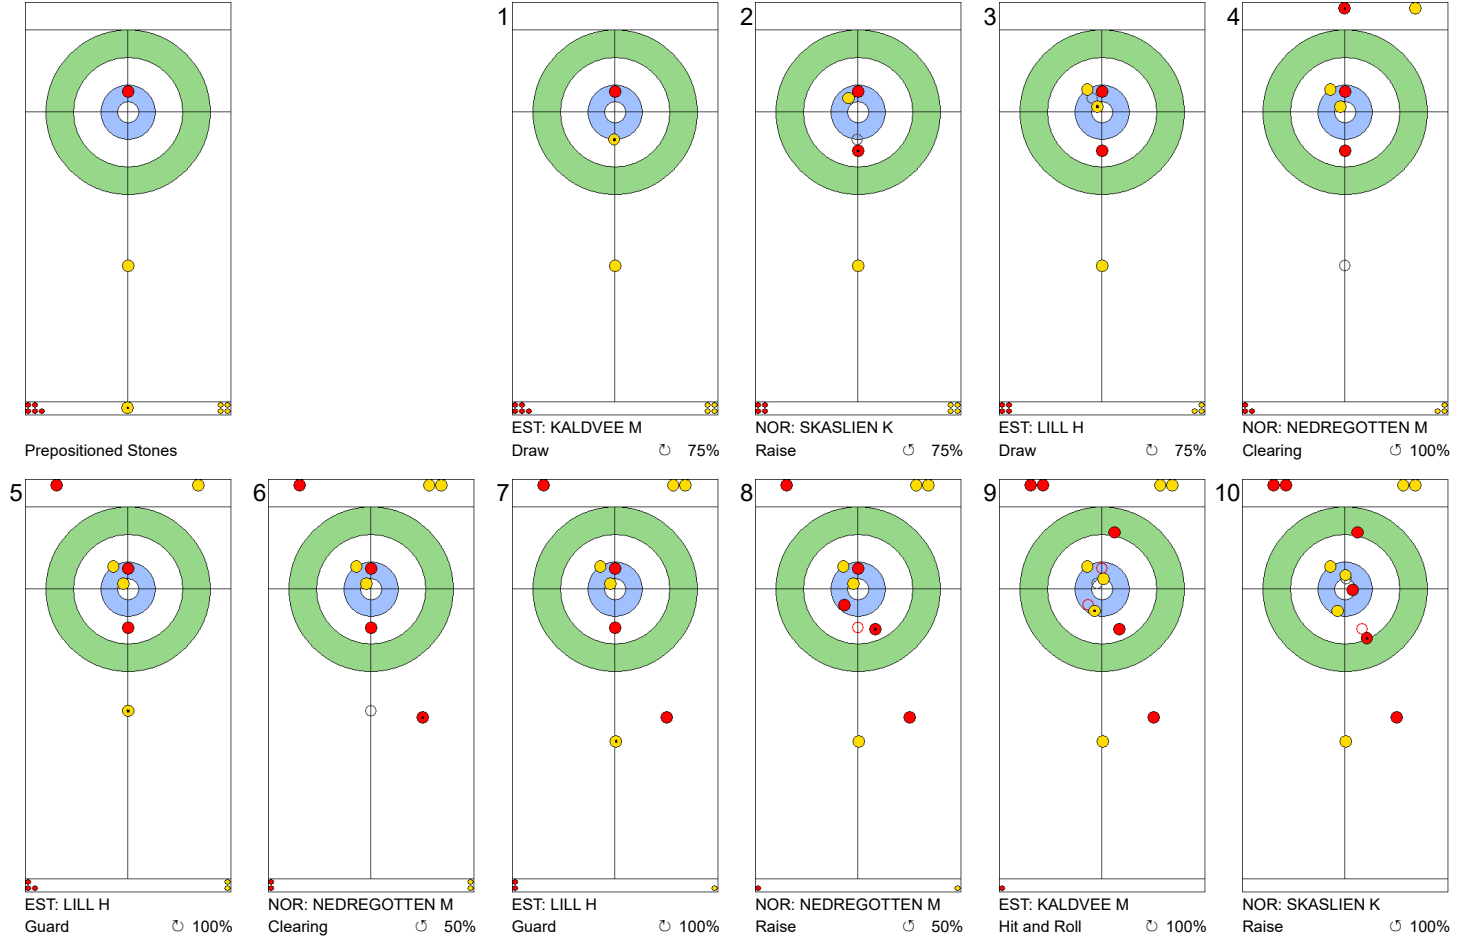 1
2
3
4
Prepositioned Stones
EST: KALDVEE M
Draw 75%
NOR: SKASLIEN K
Raise 75%
EST: LILL H
Draw 75%
NOR: NEDREGOTTEN M
Clearing 100%
5
6
7
8
9
10
EST: LILL H
Guard 100%
NOR: NEDREGOTTEN M
Clearing 50%
EST: LILL H
Guard 100%
NOR: NEDREGOTTEN M
Raise 50%
EST: KALDVEE M
Hit and Roll 100%
NOR: SKASLIEN K
Raise 100%